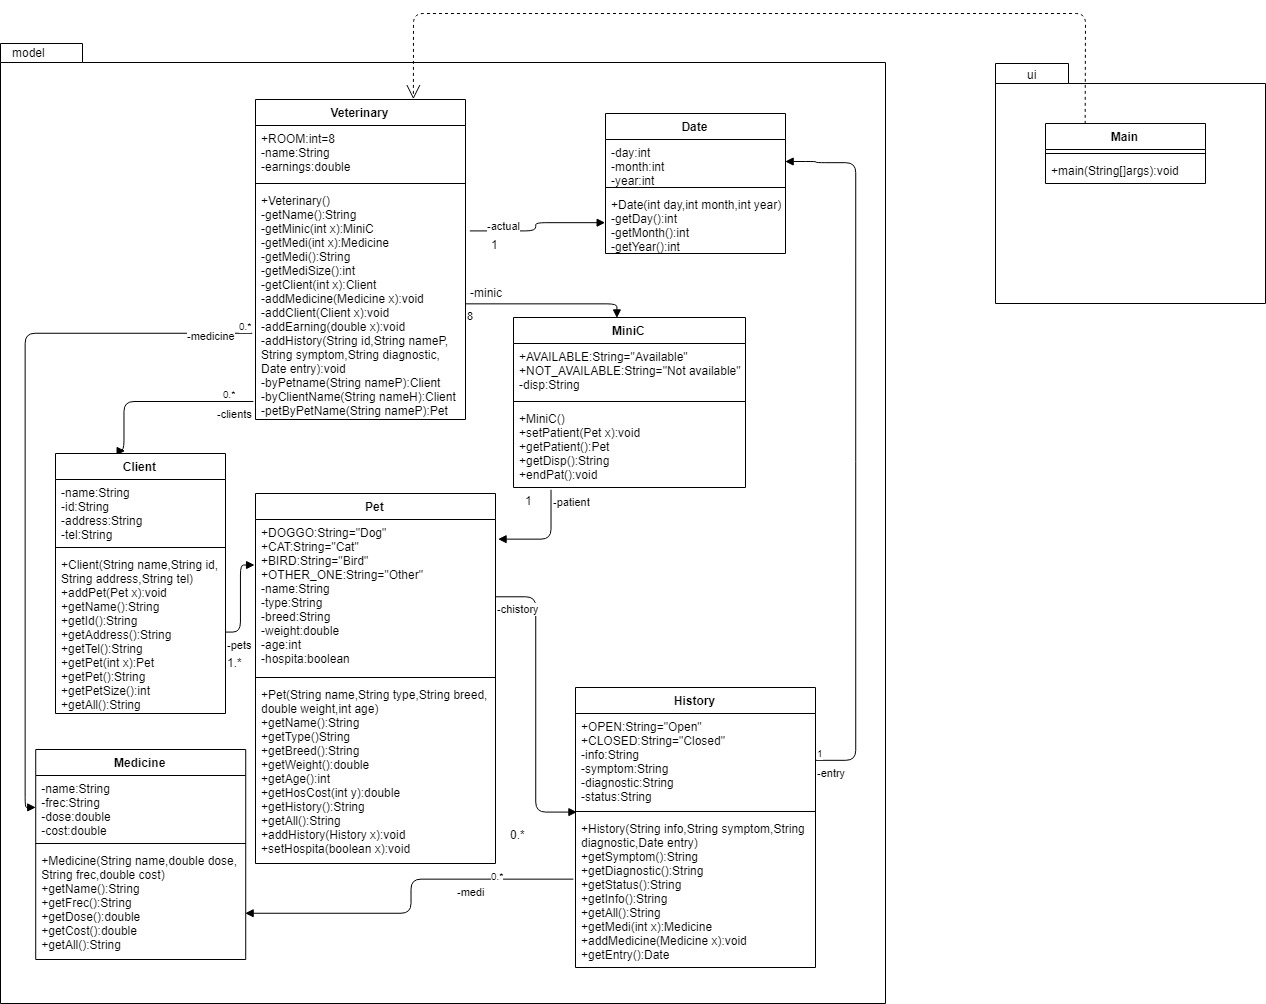 model
ui
Main
+main(String[]args):void
Veterinary
+ROOM:int=8
-name:String
-earnings:double
+Veterinary()
-getName():String
-getMinic(int x):MiniC
-getMedi(int x):Medicine
-getMedi():String
-getMediSize():int
-getClient(int x):Client
-addMedicine(Medicine x):void
-addClient(Client x):void
-addEarning(double x):void
-addHistory(String id,String nameP,
String symptom,String diagnostic,
Date entry):void
-byPetname(String nameP):Client
-byClientName(String nameH):Client
-petByPetName(String nameP):Pet
Date
-day:int
-month:int
-year:int
+Date(int day,int month,int year)
-getDay():int
-getMonth():int
-getYear():int
-actual
1
-minic
8
0.*
-medicine
0.*
-clients
MiniC
+AVAILABLE:String="Available"
+NOT_AVAILABLE:String="Not available"
-disp:String
+MiniC()
+setPatient(Pet x):void
+getPatient():Pet
+getDisp():String
+endPat():void
1
-patient
Client
-name:String
-id:String
-address:String
-tel:String
+Client(String name,String id,
String address,String tel)
+addPet(Pet x):void
+getName():String
+getId():String
+getAddress():String
+getTel():String
+getPet(int x):Pet
+getPet():String
+getPetSize():int
+getAll():String
-pets
1.*
Pet
+DOGGO:String="Dog"
+CAT:String="Cat"
+BIRD:String="Bird"
+OTHER_ONE:String="Other"
-name:String
-type:String
-breed:String
-weight:double
-age:int
-hospita:boolean
+Pet(String name,String type,String breed,
double weight,int age)
+getName():String
+getType()String
+getBreed():String
+getWeight():double
+getAge():int
+getHosCost(int y):double
+getHistory():String
+getAll():String
+addHistory(History x):void
+setHospita(boolean x):void
-chistory
0.*
History
+OPEN:String="Open"
+CLOSED:String="Closed"
-info:String
-symptom:String
-diagnostic:String
-status:String
+History(String info,String symptom,String
diagnostic,Date entry)
+getSymptom():String
+getDiagnostic():String
+getStatus():String
+getInfo():String
+getAll():String
+getMedi(int x):Medicine
+addMedicine(Medicine x):void
+getEntry():Date
1
-entry
0.*
-medi
Medicine
-name:String
-frec:String
-dose:double
-cost:double
+Medicine(String name,double dose,
String frec,double cost)
+getName():String
+getFrec():String
+getDose():double
+getCost():double
+getAll():String